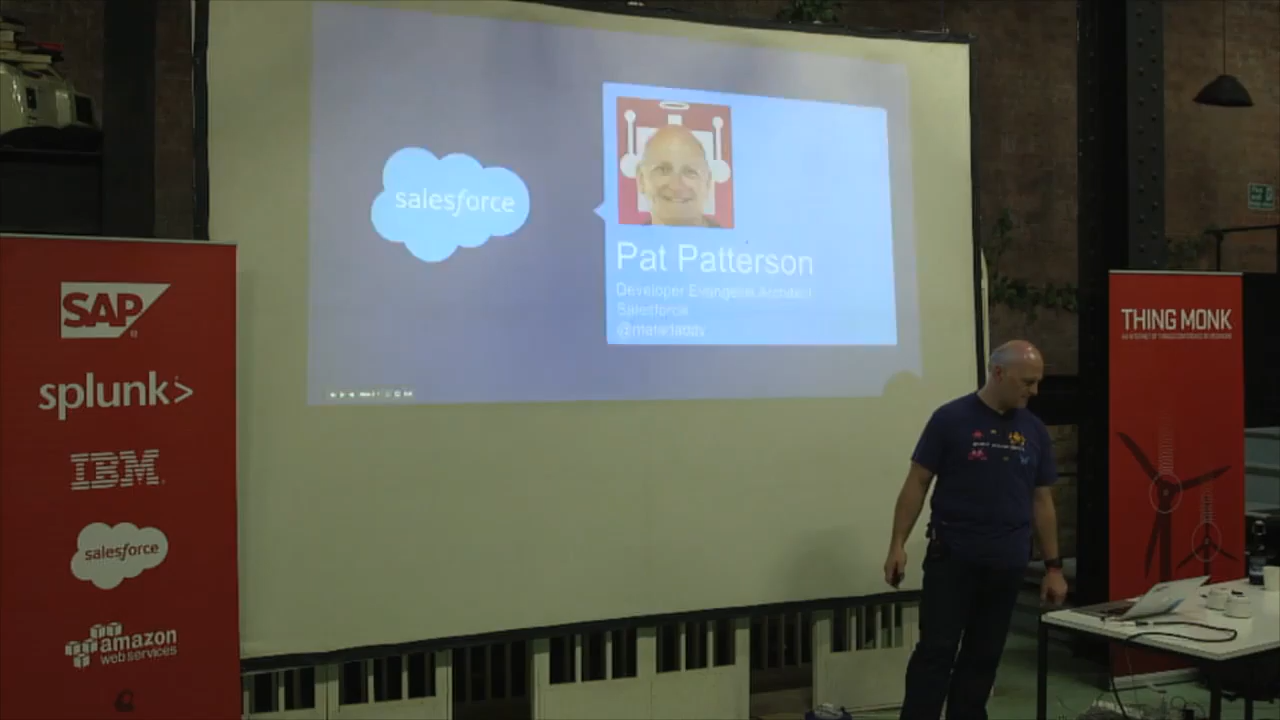 salesforce
Pat Patterson
Developer Evangelist Architect
Salesforce
SAP
splunk>
IBM
salesforce
amazon
web services
THING MONK